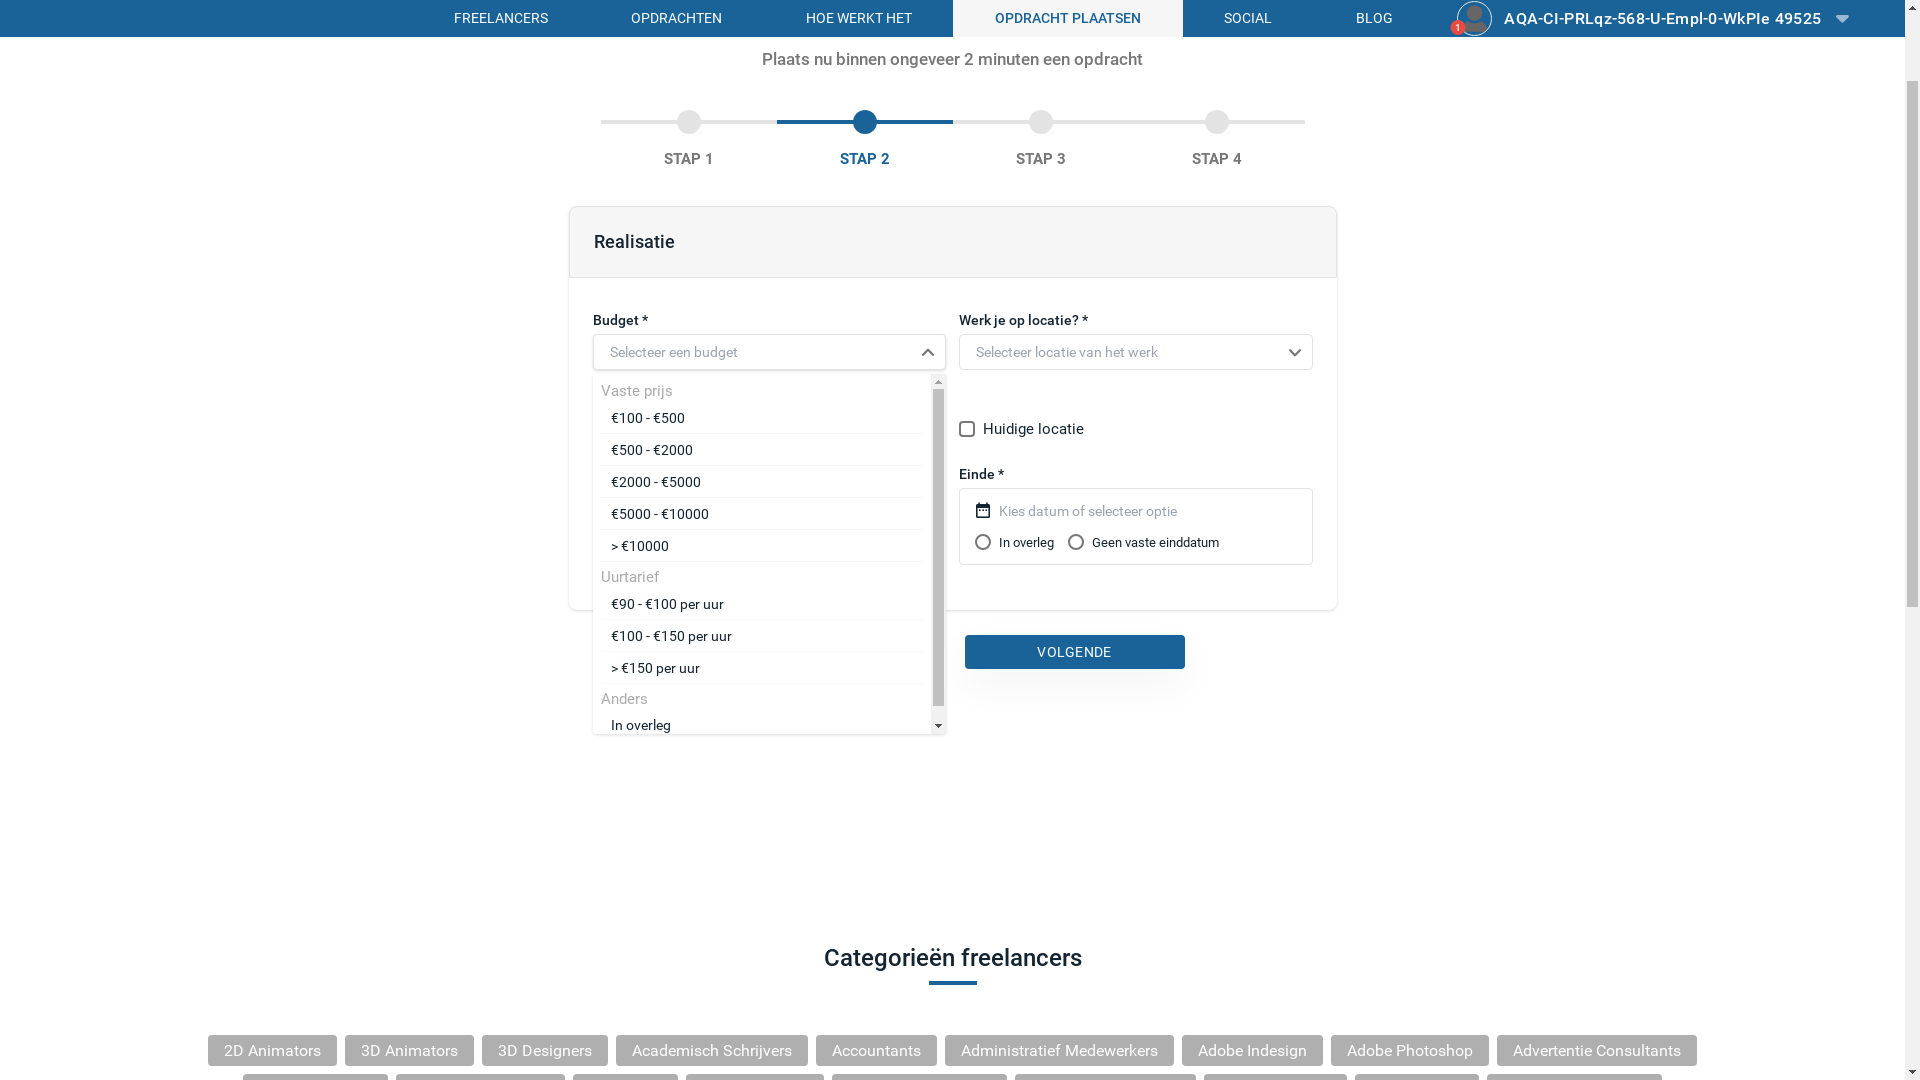 FREELANCERS
OPDRACHTEN
HOE WERKT HET
OPDRACHT PLAATSEN
SOCIAL
BLOG
1
AQA-CI-PRLqz-568-U-Empl-0-WkPIe 49525
Plaats nu binnen ongeveer 2 minuten een opdracht
STAP 1
STAP 2
STAP 3
STAP 4
Realisatie
Budget *
Selecteer een budget
Vaste prijs
€100 - €500
€500 - €2000
€2000 - €5000
€5000 - €10000
> €10000
Uurtarief
€90 - €100 per uur
€100 - €150 per uur
> €150 per uur
Anders
In overleg
Werk je op locatie? *
Selecteer locatie van het werk
Huidige locatie
Einde *
Kies datum of selecteer optie
In overleg
Geen vaste einddatum
VOLGENDE
Categorieën freelancers
2D Animators
3D Animators
3D Designers
Academisch Schrijvers
Accountants
Administratief Medewerkers
Adobe Indesign
Adobe Photoshop
Advertentie Consultants